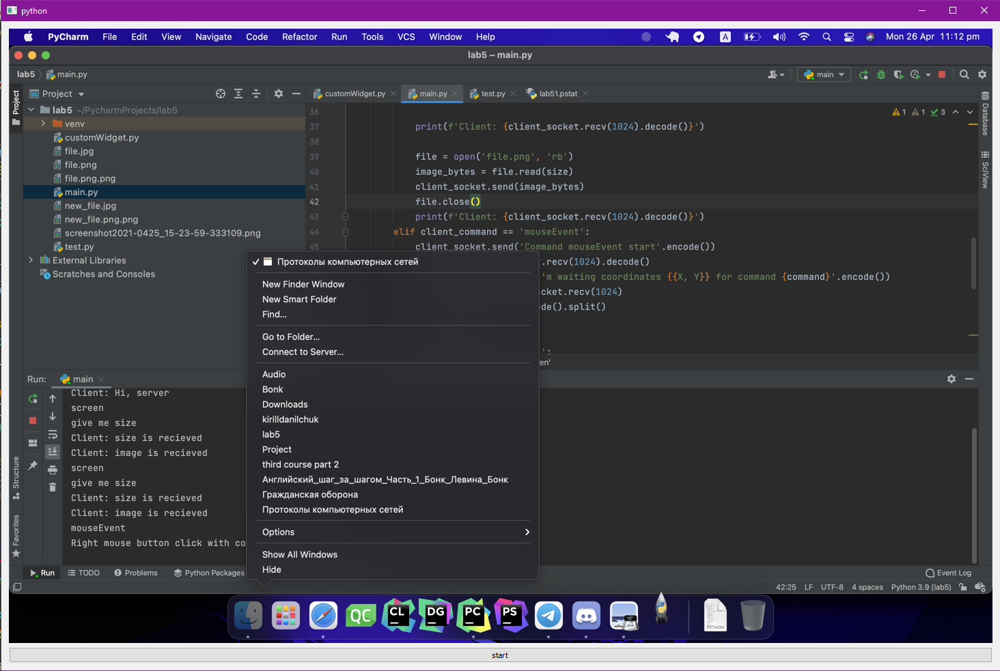 python
PyCharm File Edit View Navigate Code Refactor Run Tools VCS Window Help A Mon 26 Apr 11:12 pm
lab5 – main.py
lab5 main.py main
Project customWidget.py main.py test.py lab51.pstat
Project
lab5 ~/PycharmProjects/lab5
venv
customWidget.py
file.jpg
file.png
file.png.png
main.py
new_file.jpg
new_file.png.png
screenshot2021-0425_15-23-59-333109.png
test.py
External Libraries
Scratches and Consoles
Structure
Favorites
1 1 3
Database
SciView
36
37 print(f'Client: {client_socket.recv(1024).decode()}')
38
39 file = open('file.png', 'rb')
40 image_bytes = file.read(size)
41 client_socket.send(image_bytes)
42 file.close()
43 print(f'Client: {client_socket.recv(1024).decode()}')
44 elif client_command == 'mouseEvent':
45 client_socket.send('Command mouseEvent start'.encode())
.recv(1024).decode()
'm waiting coordinates {{X, Y}} for command {command}'.encode())
cket.recv(1024)
de().split()
':
en'
Протоколы компьютерных сетей
New Finder Window
New Smart Folder
Find...
Go to Folder...
Connect to Server...
Audio
Bonk
Downloads
kirilldanilchuk
lab5
Project
third course part 2
Английский_шаг_за_шагом_Часть_1_Бонк_Левина_Бонк
Гражданская оборона
Протоколы компьютерных сетей
Options
Show All Windows
Hide
Run: main
Client: Hi, server
screen
give me size
Client: size is recieved
Client: image is recieved
screen
give me size
Client: size is recieved
Client: image is recieved
mouseEvent
Right mouse button click with co
Run TODO Problems Python Packages Event Log
42:25 LF UTF-8 4 spaces Python 3.9 (lab5)
QC CL DG PC PS PYTHON
start